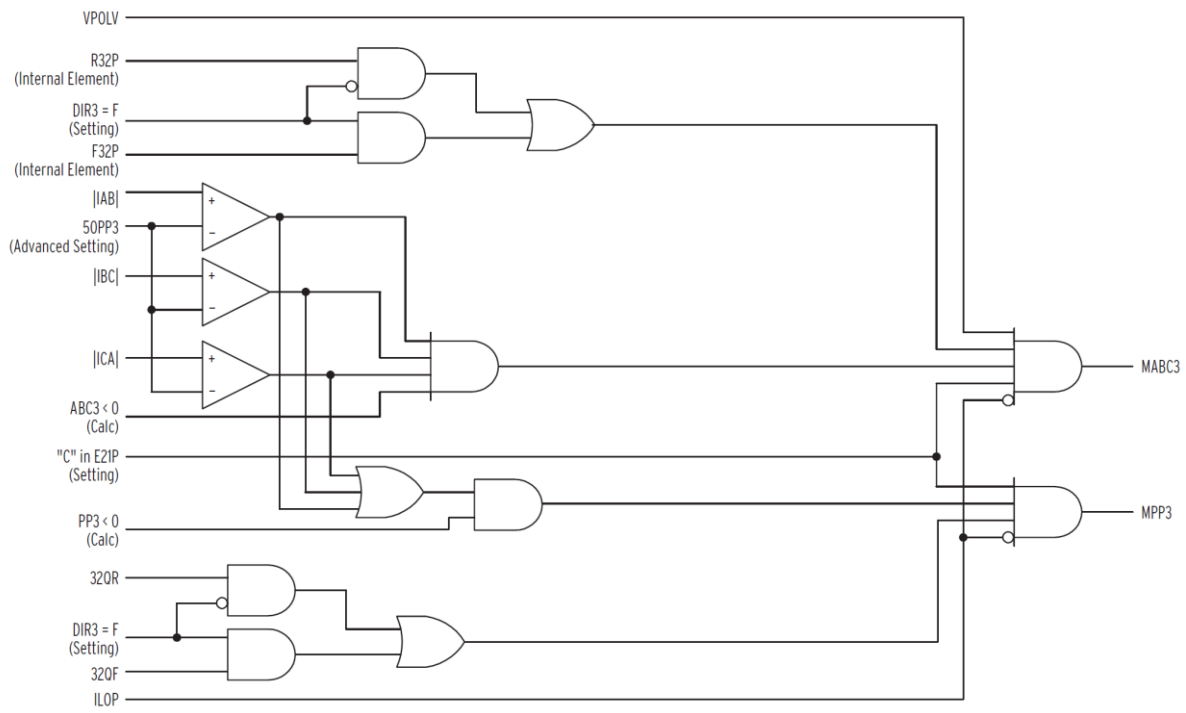 VPOLV
R32P
(Internal Element)
DIR3 = F
(Setting)
F32P
(Internal Element)
|IAB|
+
50PP3
−
(Advanced Setting)
|IBC|
+
−
|ICA|
+
−
MABC3
ABC3 < 0
(Calc)
"C" in E21P
(Setting)
MPP3
PP3 < 0
(Calc)
32QR
DIR3 = F
(Setting)
32QF
ILOP